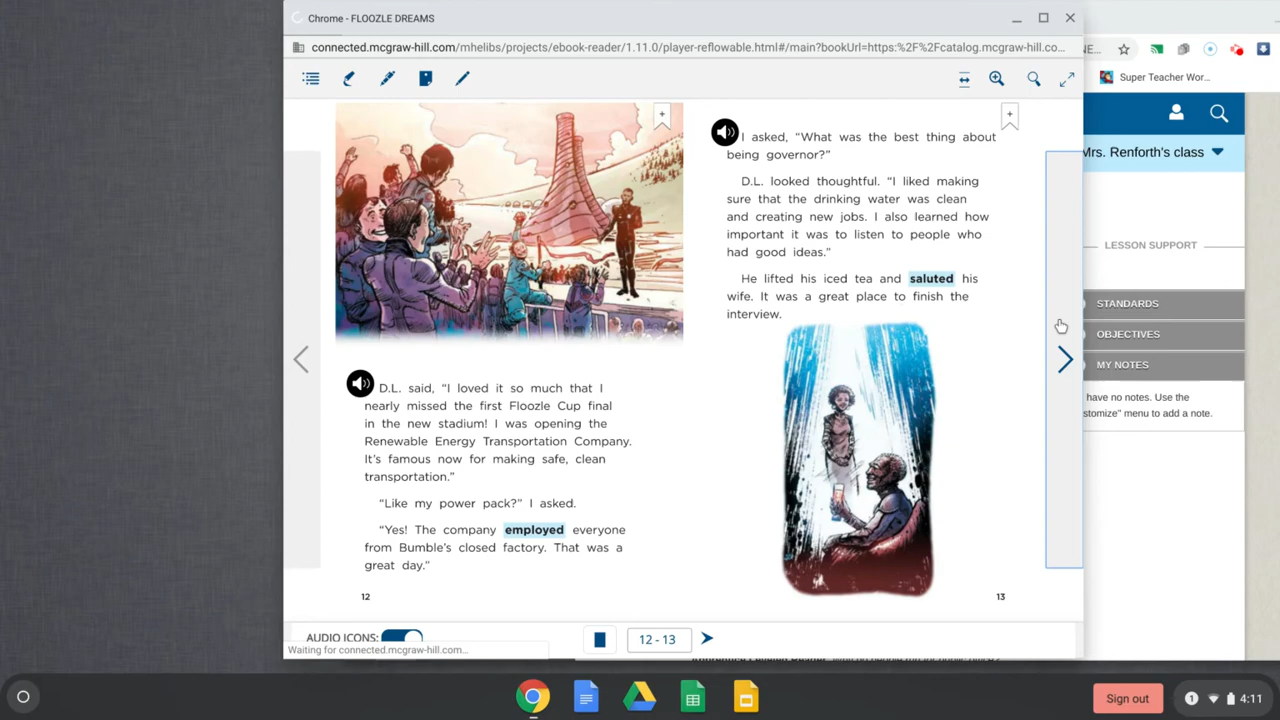 Chrome - FLOOZLE DREAMS
connected.mcgraw-hill.com/mhelibs/projects/ebook-reader/1.11.0/player-reflowable.html#/main?bookUrl=https:%2F%2Fcatalog.mcgraw-hill.co...
NE...
Super Teacher Wor...
Mrs. Renforth's class
LESSON SUPPORT
STANDARDS
OBJECTIVES
MY NOTES
have no notes. Use the
stomize" menu to add a note.
D.L. said, “I loved it so much that I
nearly missed the first Floozle Cup final
in the new stadium! I was opening the
Renewable Energy Transportation Company.
It’s famous now for making safe, clean
transportation.”
“Like my power pack?” I asked.
“Yes! The company employed everyone
from Bumble’s closed factory. That was a
great day.”
12
I asked, “What was the best thing about
being governor?”
D.L. looked thoughtful. “I liked making
sure that the drinking water was clean
and creating new jobs. I also learned how
important it was to listen to people who
had good ideas.”
He lifted his iced tea and saluted his
wife. It was a great place to finish the
interview.
13
AUDIO ICONS:
12 - 13
Waiting for connected.mcgraw-hill.com...
Sign out
1
4:11